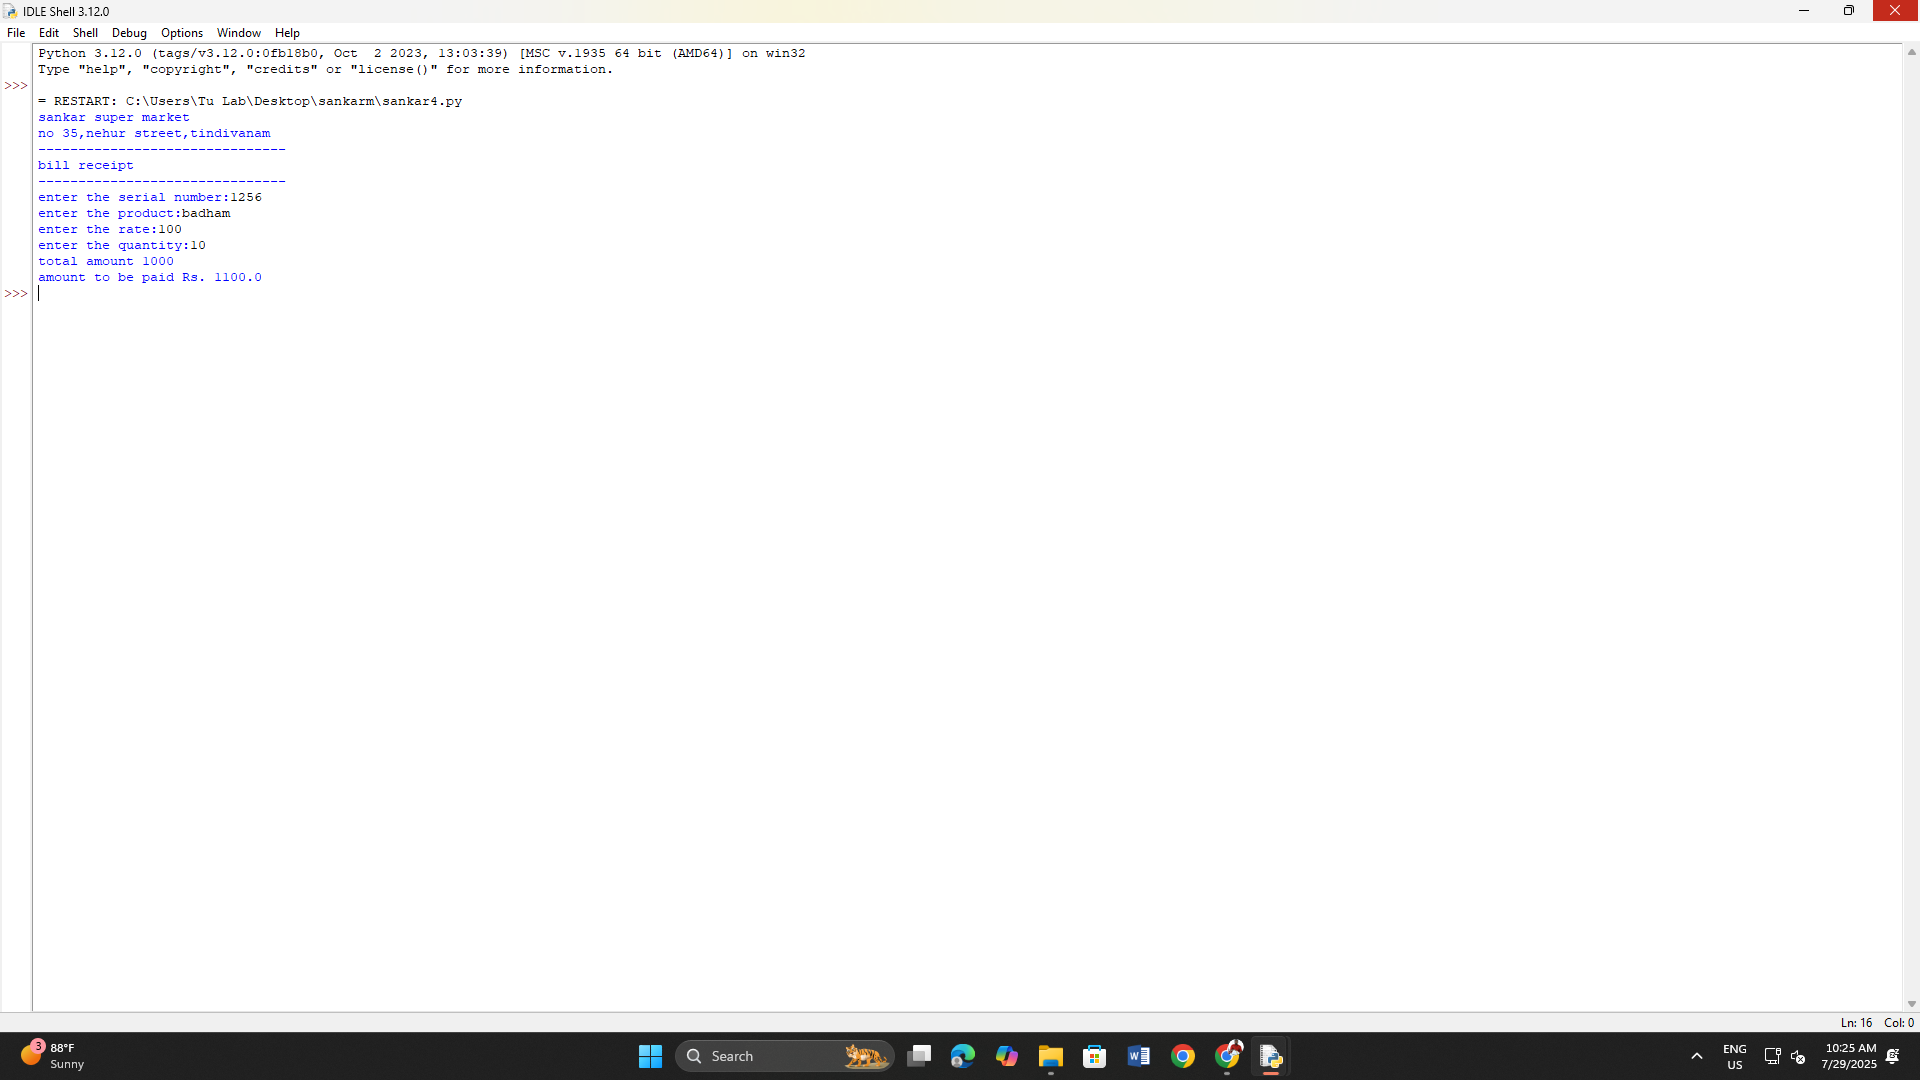 IDLE Shell 3.12.0
File Edit Shell Debug Options Window Help
Python 3.12.0 (tags/v3.12.0:0fb18b0, Oct  2 2023, 13:03:39) [MSC v.1935 64 bit (AMD64)] on win32
Type "help", "copyright", "credits" or "license()" for more information.
>>>
= RESTART: C:\Users\Tu Lab\Desktop\sankarm\sankar4.py
sankar super market
no 35,nehur street,tindivanam
-------------------------------
bill receipt
-------------------------------
enter the serial number:1256
enter the product:badham
enter the rate:100
enter the quantity:10
total amount 1000
amount to be paid Rs. 1100.0
>>>
Ln: 16 Col: 0
3
88°F
Sunny
Search
ENG
US
10:25 AM
7/29/2025